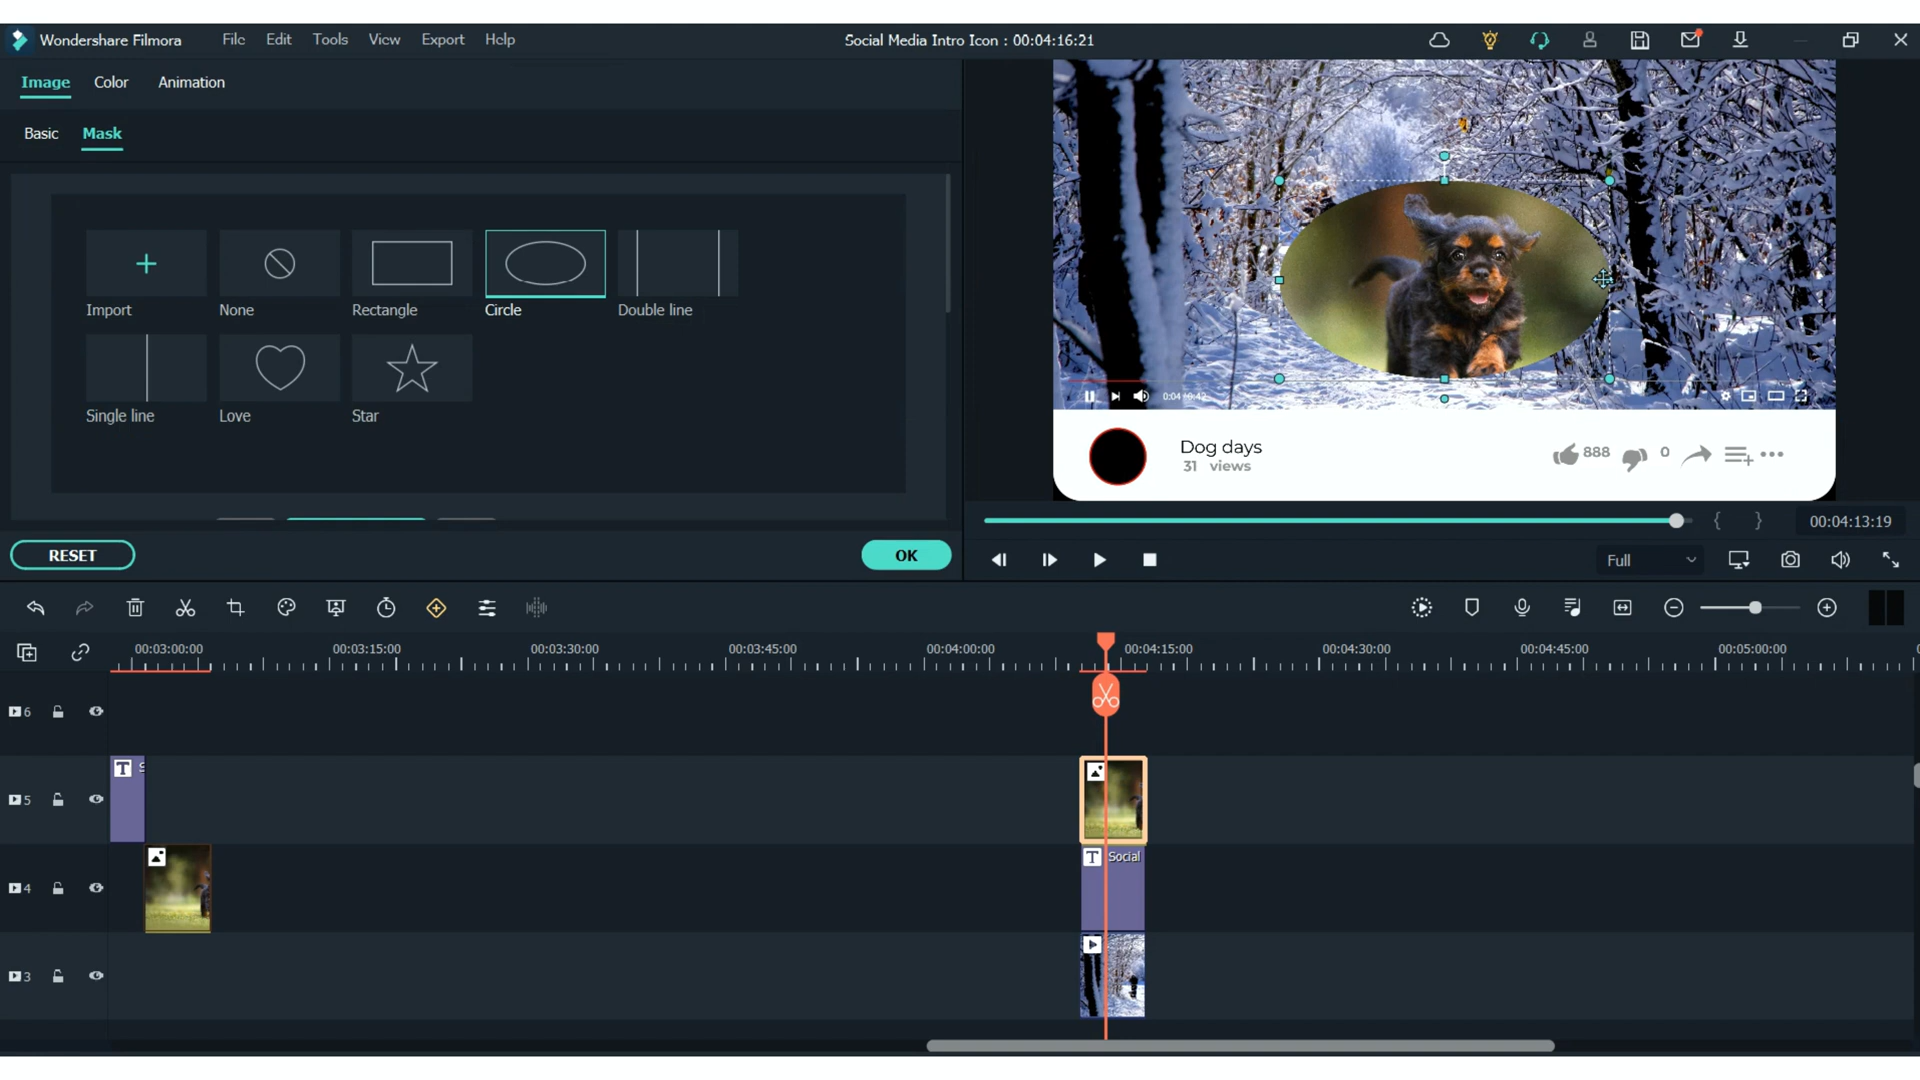 Wondershare Filmora File Edit Tools View Export Help Social Media Intro Icon : 00:04:16:21
Image Color Animation
Basic Mask
Import None Rectangle Circle Double line
Single line Love Star
RESET OK
0:04
Dog days
31 views
888 0
00:04:13:19
Full
00:03:00:00 00:03:15:00 00:03:30:00 00:03:45:00 00:04:00:00 00:04:15:00 00:04:30:00 00:04:45:00 00:05:00:00
6
T S
5
T Social
4
3